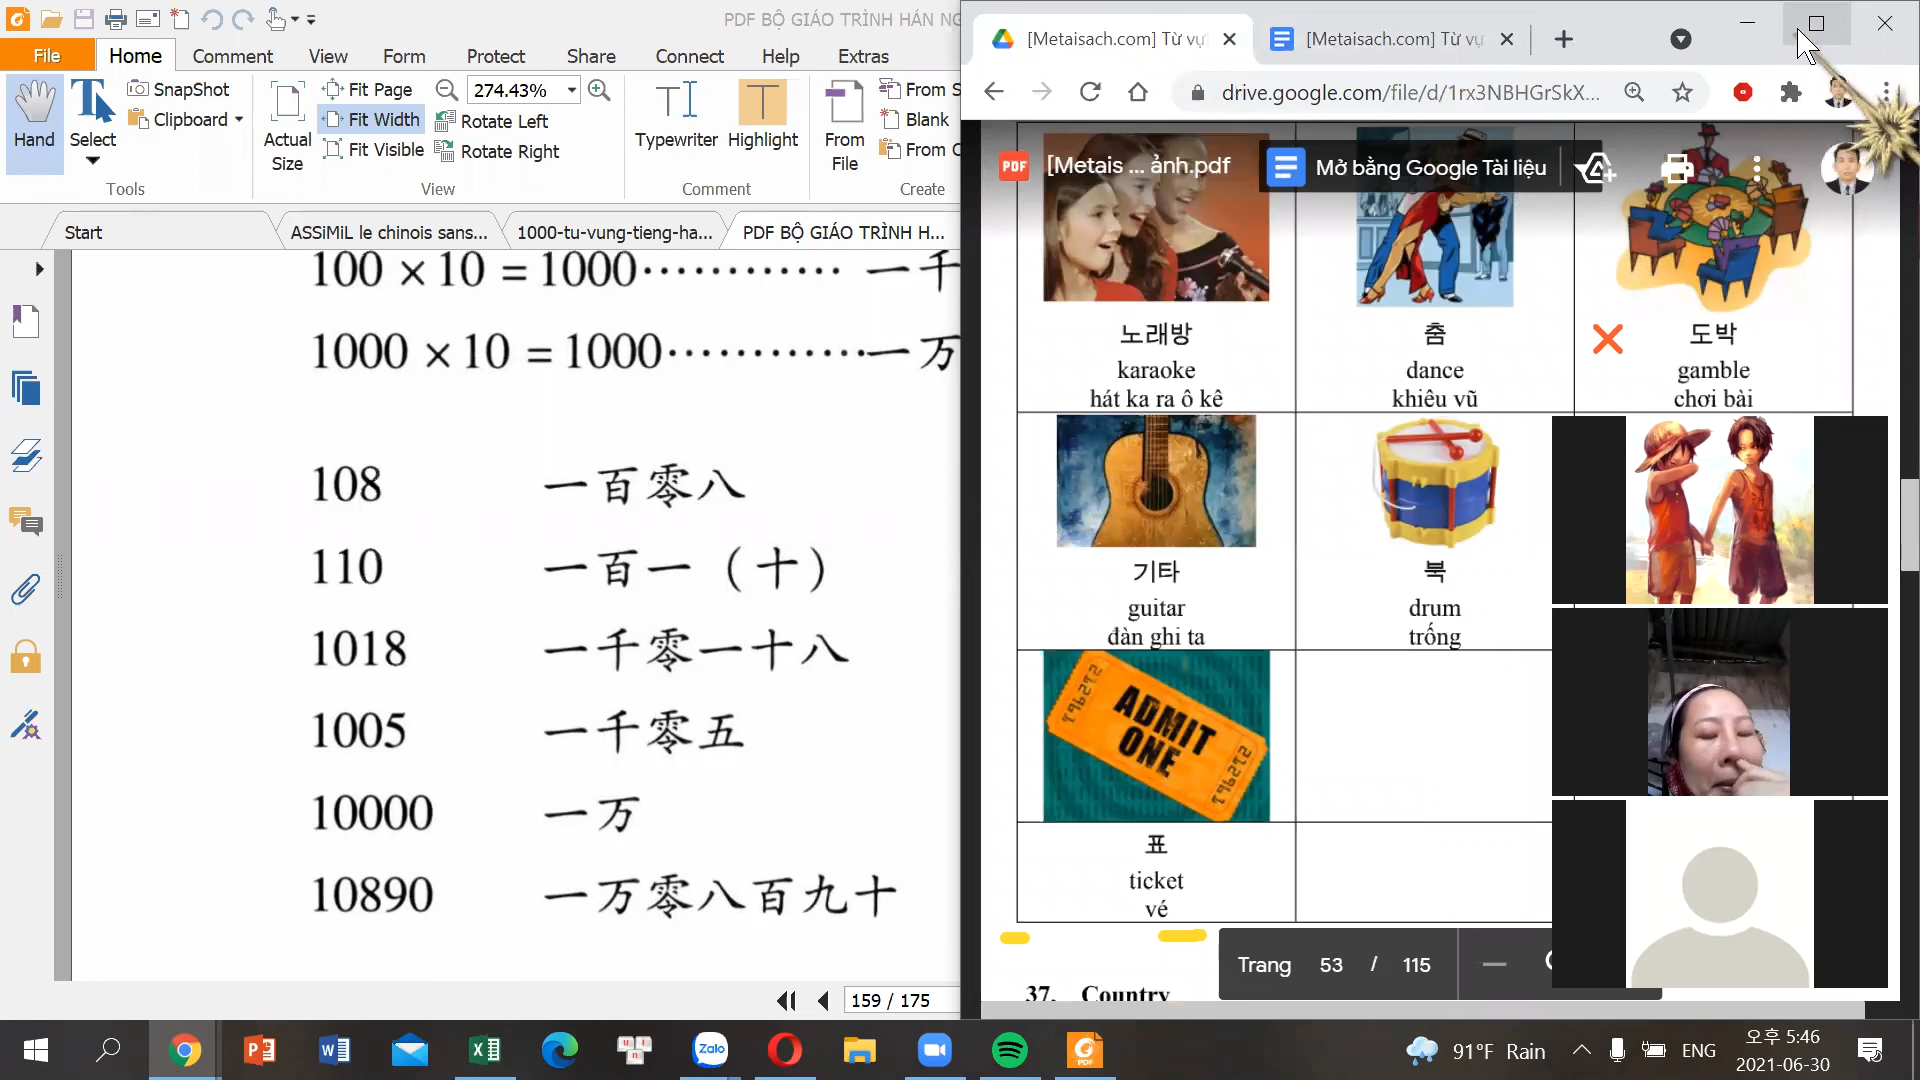 PDF BỘ GIÁO TRÌNH HÁN NG
File
Home
Comment
View
Form
Protect
Share
Connect
Help
Extras
Hand
Select
SnapShot
Clipboard
Tools
Actual
Size
Fit Page
Fit Width
Fit Visible
274.43%
Rotate Left
Rotate Right
View
Typewriter
Highlight
Comment
From
File
From S
Blank
From C
Create
Start
ASSiMiL le chinois sans...
1000-tu-vung-tieng-ha...
PDF BỘ GIÁO TRÌNH H...
100 × 10 = 1000············ 一千
1000 × 10 = 1000············一万
108 一百零八
110 一百一（十）
1018 一千零一十八
1005 一千零五
10000 一万
10890 一万零八百九十
159 / 175
[Metaisach.com] Từ vự
[Metaisach.com] Từ vự
drive.google.com/file/d/1rx3NBHGrSkX...
PDF
[Metais ... ảnh.pdf
Mở bằng Google Tài liệu
노래방
karaoke
hát ka ra ô kê
춤
dance
khiêu vũ
도박
gamble
chơi bài
기타
guitar
đàn ghi ta
북
drum
trống
ADMIT
ONE
표
ticket
vé
Trang 53 / 115
37. Country
Zalo
PDF
91°F Rain
ENG
오후 5:46
2021-06-30